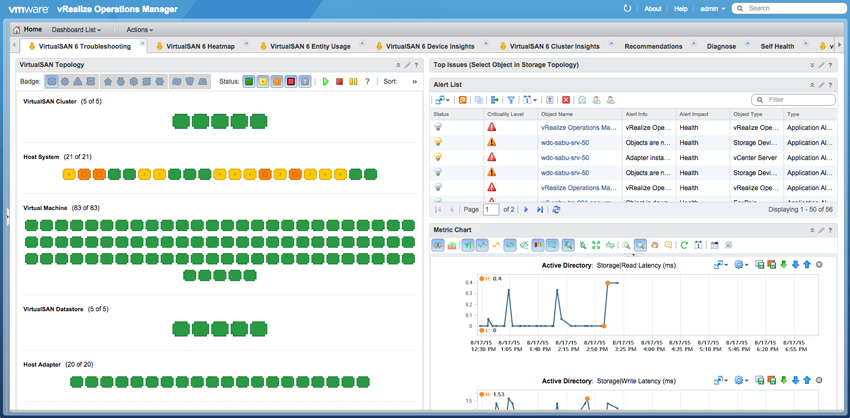 vmware vRealize Operations Manager About Help admin Search
Home Dashboard List Actions
VirtualSAN 6 Troubleshooting VirtualSAN 6 Heatmap VirtualSAN 6 Entity Usage VirtualSAN 6 Device Insights VirtualSAN 6 Cluster Insights Recommendations Diagnose Self Health
VirtualSAN Topology
Badge: Status: Sort: »
VirtualSAN Cluster (5 of 5)
Host System (21 of 21)
Virtual Machine (83 of 83)
VirtualSAN Datastore (5 of 5)
Host Adapter (20 of 20)
Top Issues (Select Object in Storage Topology)
Alert List
Filter
Status Criticality Level Object Name Alert Info Alert Impact Object Type Type
vRealize Operations Ma... vRealize Ope... Health vRealize Ope... Application Al...
wdc-sabu-srv-50 Objects are n... Health Storage Devi... Application Al...
wdc-sabu-srv-50 Adapter insta... Health vCenter Server Application Al...
wdc-sabu-srv-50 Objects are n... Health Storage Devi... Application Al...
vRealize Operations Ma... vRealize Ope... Health vRealize Ope... Application Al...
Page 1 of 2 Displaying 1 - 50 of 56
Metric Chart
Active Directory: Storage|Read Latency (ms)
H: 0.4
0.4
0.3
0.2
0.1
0
L: 0
8/17/15 8/17/15 8/17/15 8/17/15 8/17/15 8/17/15 8/17/15 8/17/15 8/17/15 8/17/15 8/17/15 8/17/15
12:30 PM 1:05 PM 1:40 PM 2:15 PM 2:50 PM 3:25 PM 4:00 PM 4:35 PM 5:10 PM 5:45 PM 6:20 PM 6:55 PM
Active Directory: Storage|Write Latency (ms)
H: 1.53
1.5